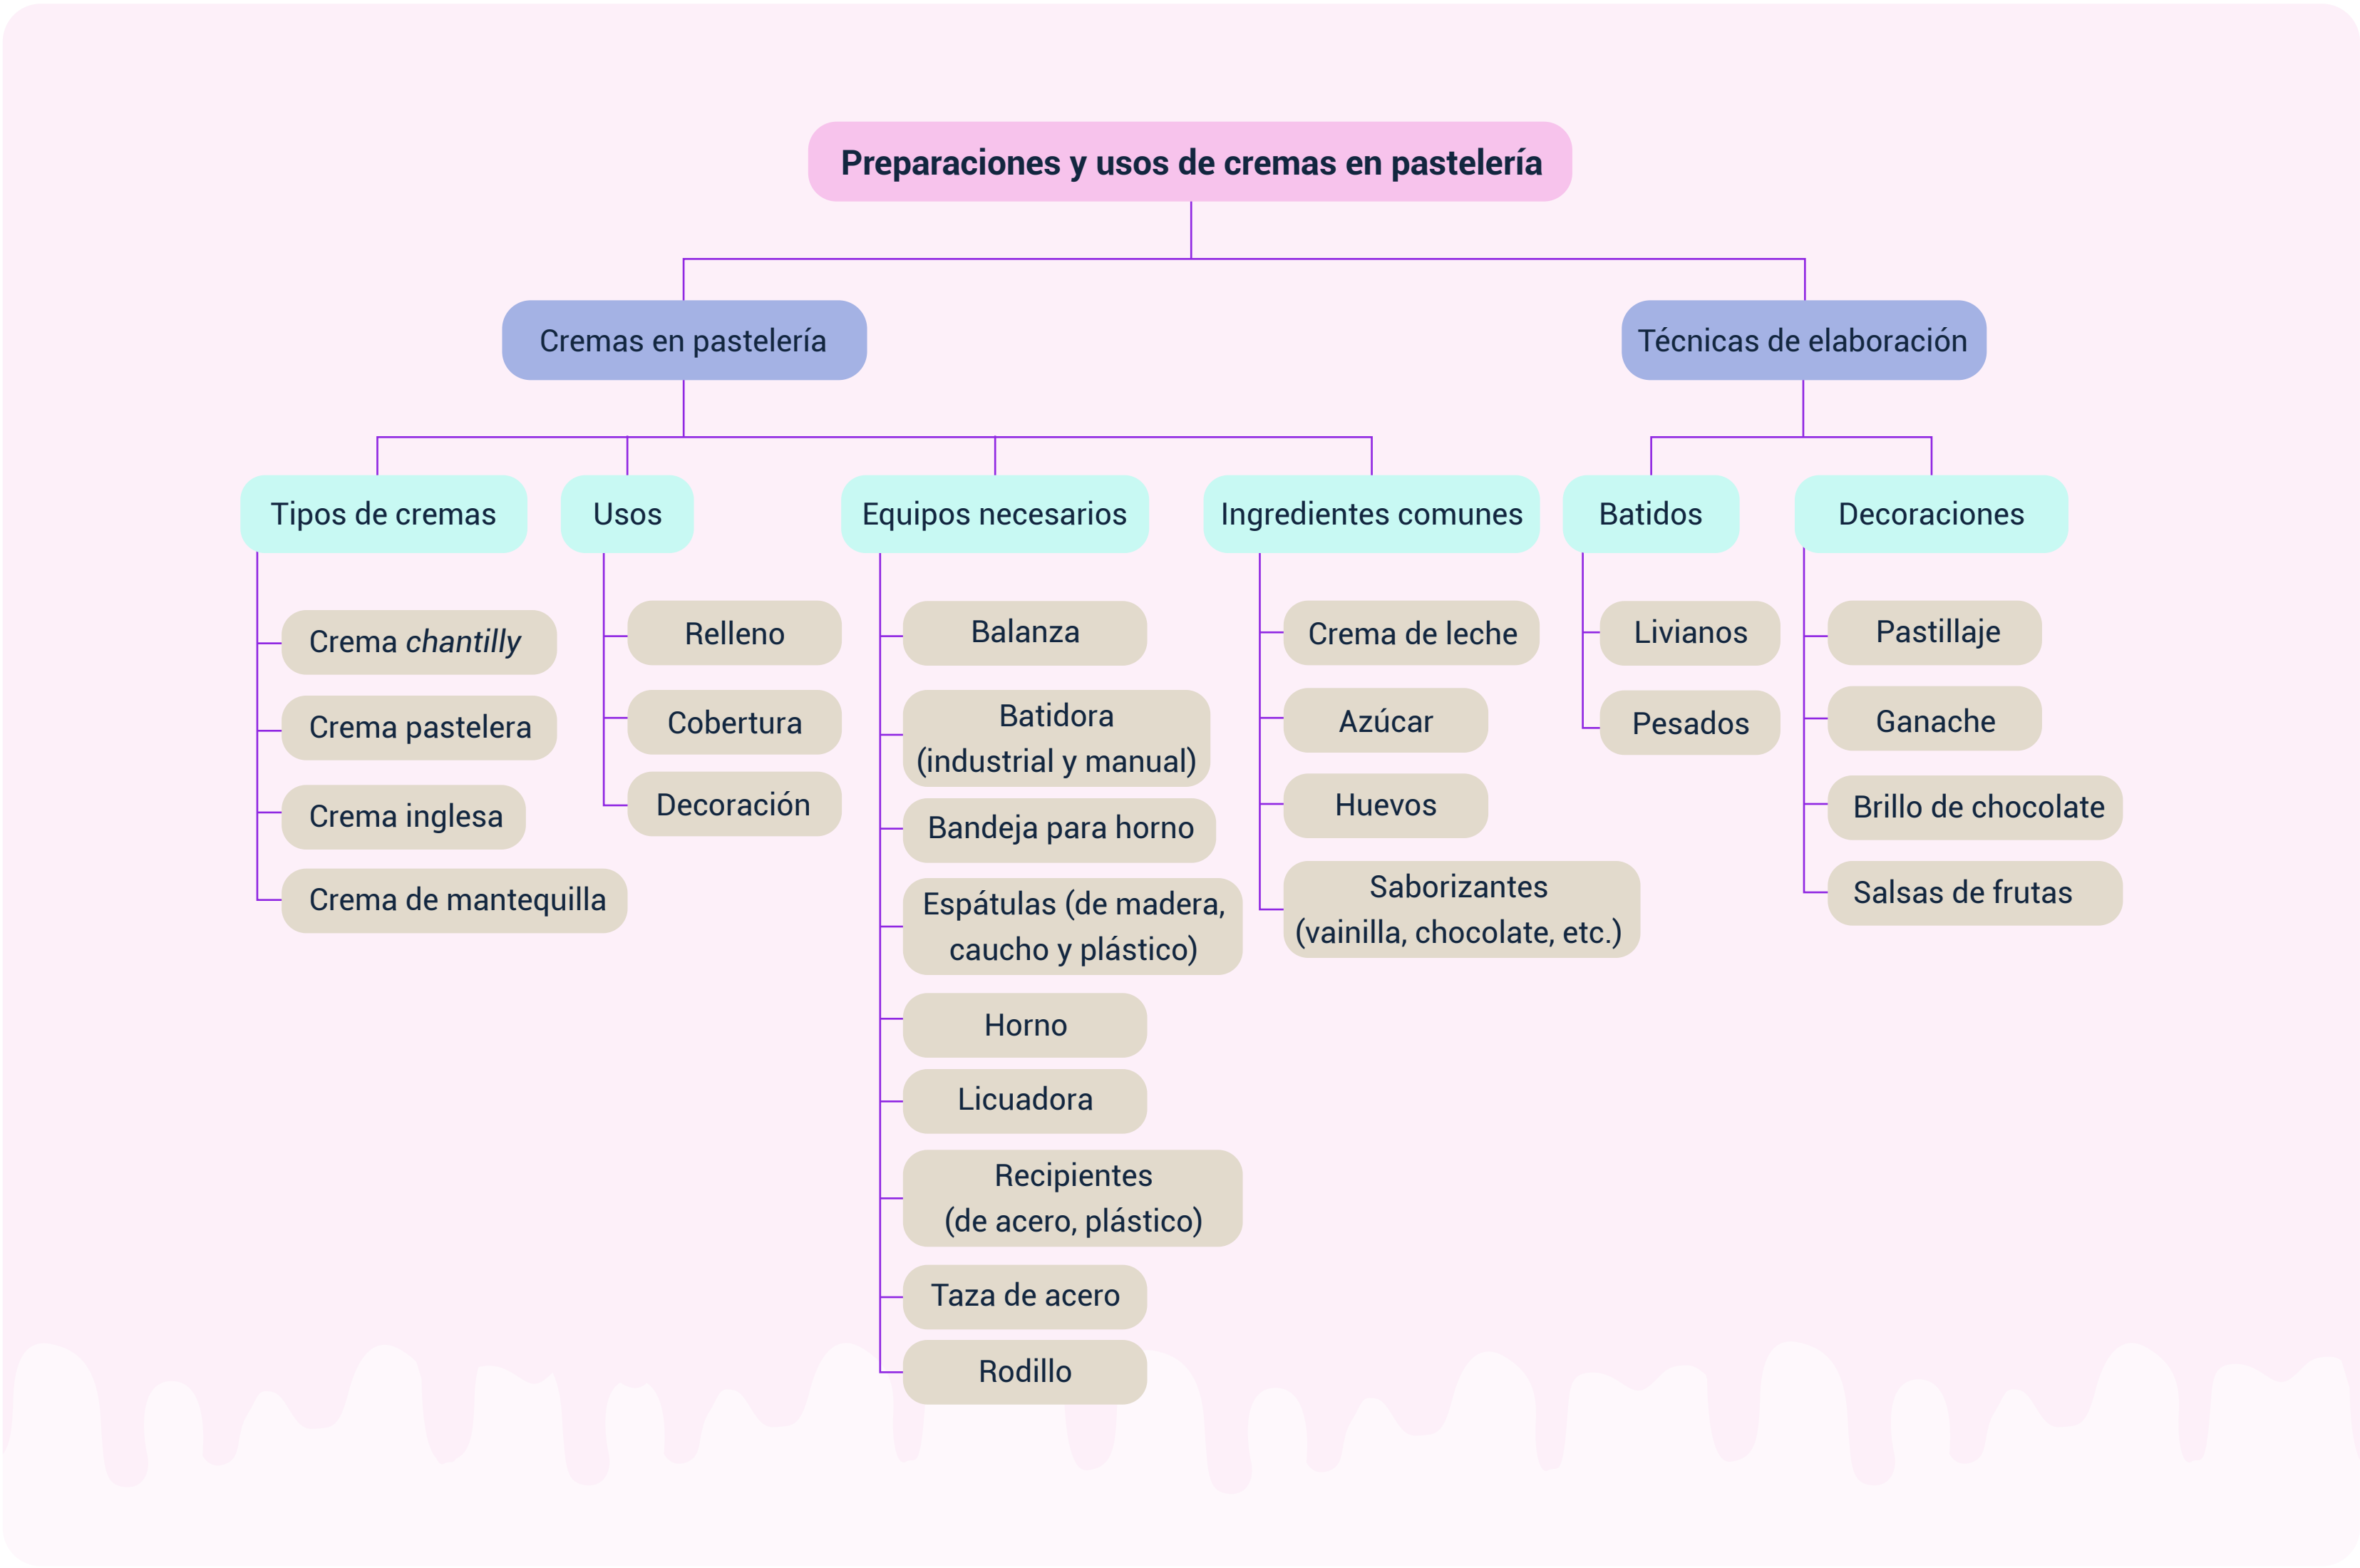 Preparaciones y usos de cremas en pastelería
Cremas en pastelería
Técnicas de elaboración
Tipos de cremas
Usos
Equipos necesarios
Ingredientes comunes
Batidos
Decoraciones
Crema chantilly
Crema pastelera
Crema inglesa
Crema de mantequilla
Relleno
Cobertura
Decoración
Balanza
Batidora
(industrial y manual)
Bandeja para horno
Espátulas (de madera,
caucho y plástico)
Horno
Licuadora
Recipientes
(de acero, plástico)
Taza de acero
Rodillo
Crema de leche
Azúcar
Huevos
Saborizantes
(vainilla, chocolate, etc.)
Livianos
Pesados
Pastillaje
Ganache
Brillo de chocolate
Salsas de frutas